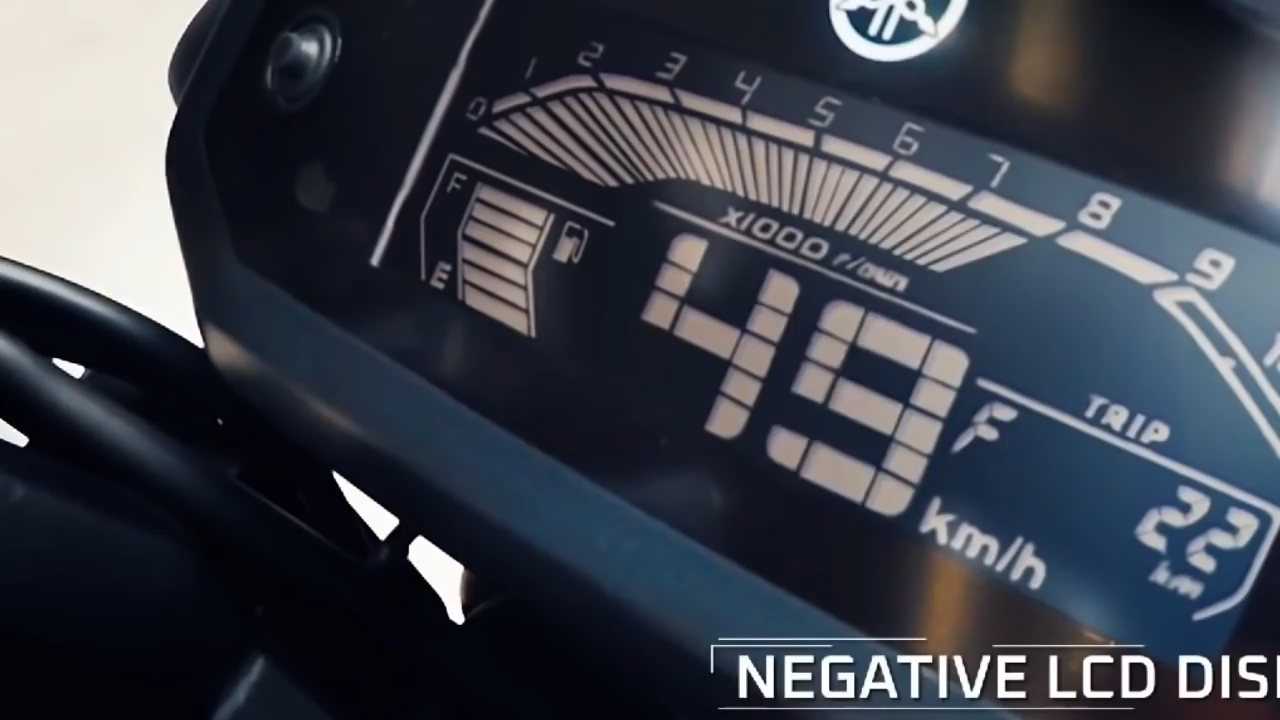 0 1 2 3 4 5 6 7 8 9
x1000 r/min
F
E
49
km/h
F
TRIP
22
km
NEGATIVE LCD